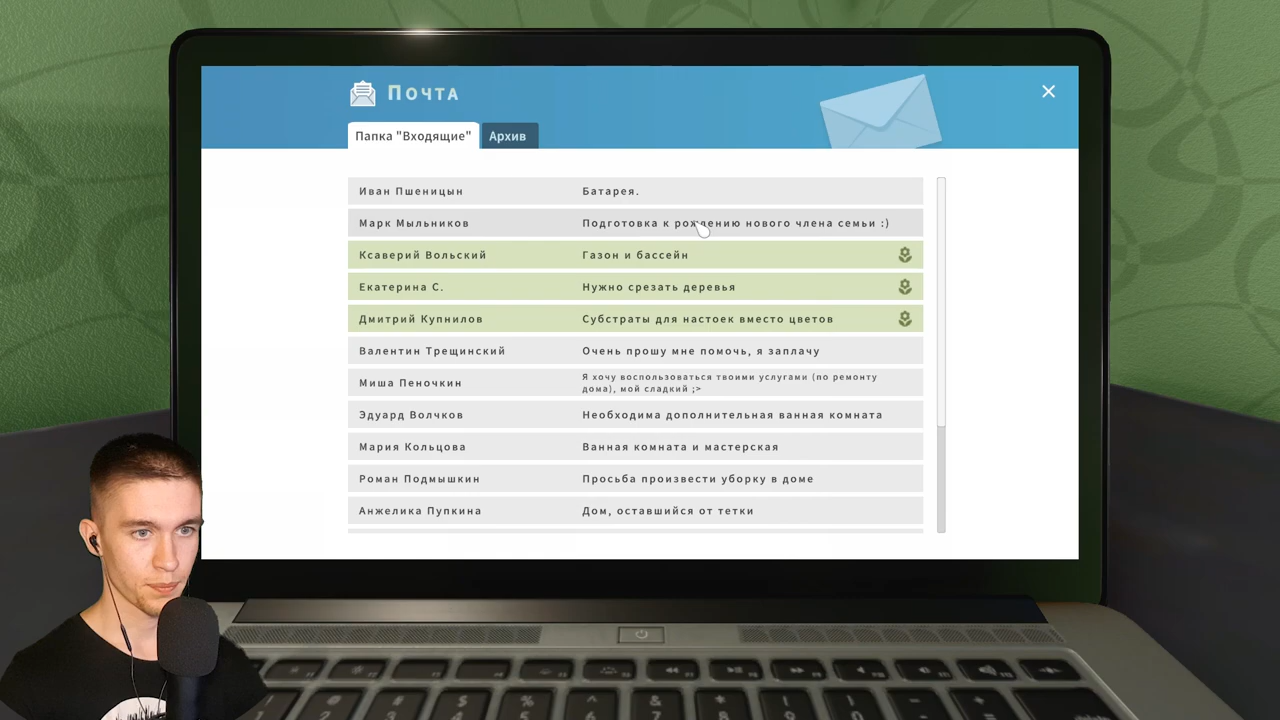 Почта
Папка "Входящие" Архив
Иван Пшеницын Батарея.
Марк Мыльников Подготовка к рождению нового члена семьи :)
Ксаверий Вольский Газон и бассейн
Екатерина С. Нужно срезать деревья
Дмитрий Купнилов Субстраты для настоек вместо цветов
Валентин Трещинский Очень прошу мне помочь, я заплачу
Миша Пеночкин Я хочу воспользоваться твоими услугами (по ремонту
дома), мой сладкий ;>
Эдуард Волчков Необходима дополнительная ванная комната
Мария Кольцова Ванная комната и мастерская
Роман Подмышкин Просьба произвести уборку в доме
Анжелика Пупкина Дом, оставшийся от тетки